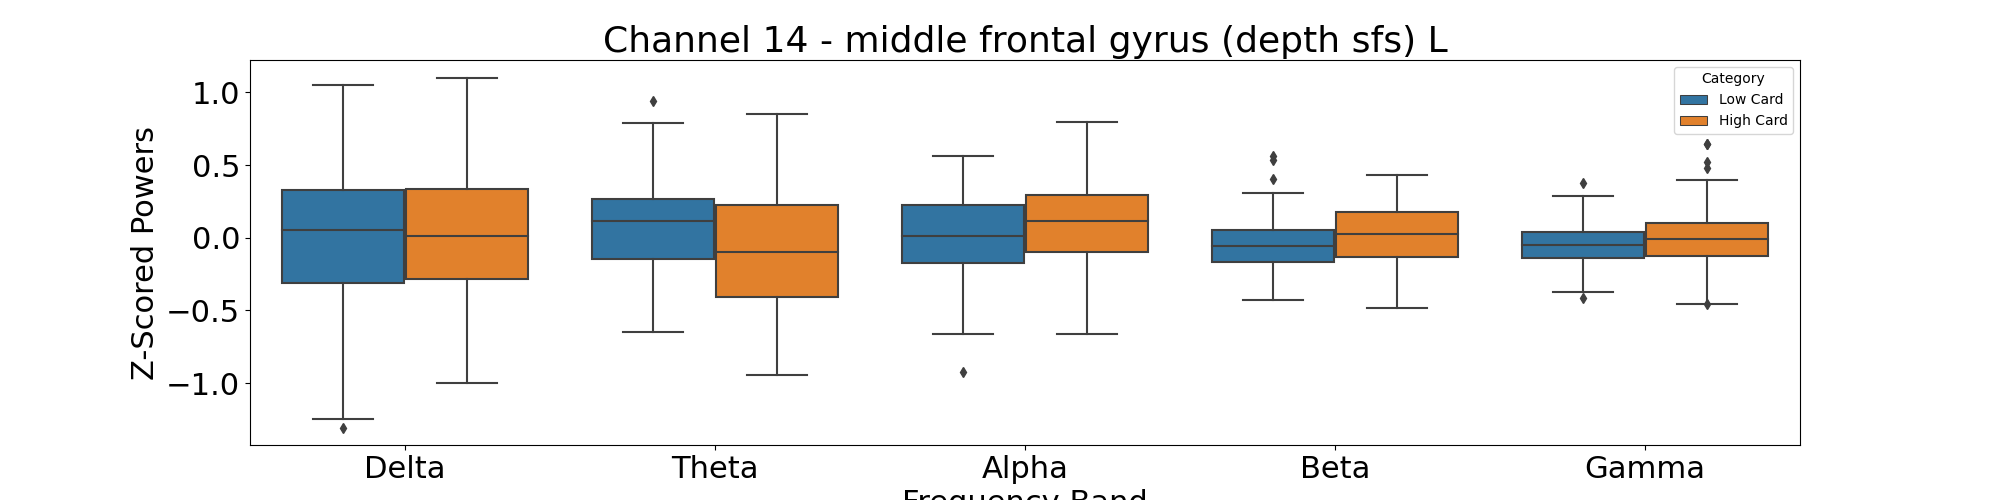 Channel 14 - middle frontal gyrus (depth sfs) L
Z-Scored Powers
1.0
0.5
0.0
−0.5
−1.0
Category
Low Card
High Card
Delta
Theta
Alpha
Beta
Gamma
Frequency Band